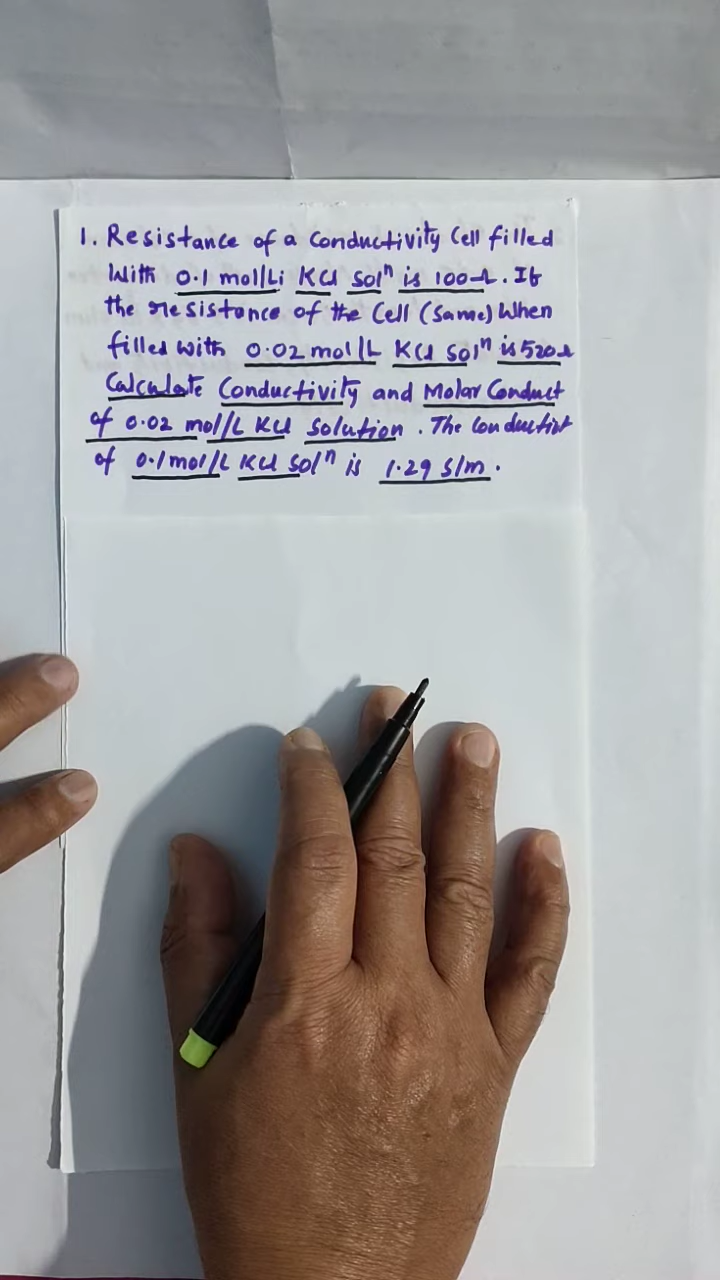 1. Resistance of a Conductivity Cell filled
With 0.1 mol/Li KCl Solⁿ is 100Ω. If
the resistance of the Cell (Same) When
filled with 0.02 mol/L KCl Solⁿ is 520Ω
Calculate Conductivity and Molar Conduct
of 0.02 mol/L KCl Solution. The Conductivt
of 0.1 mol/L KCl Solⁿ is 1.29 S/m.